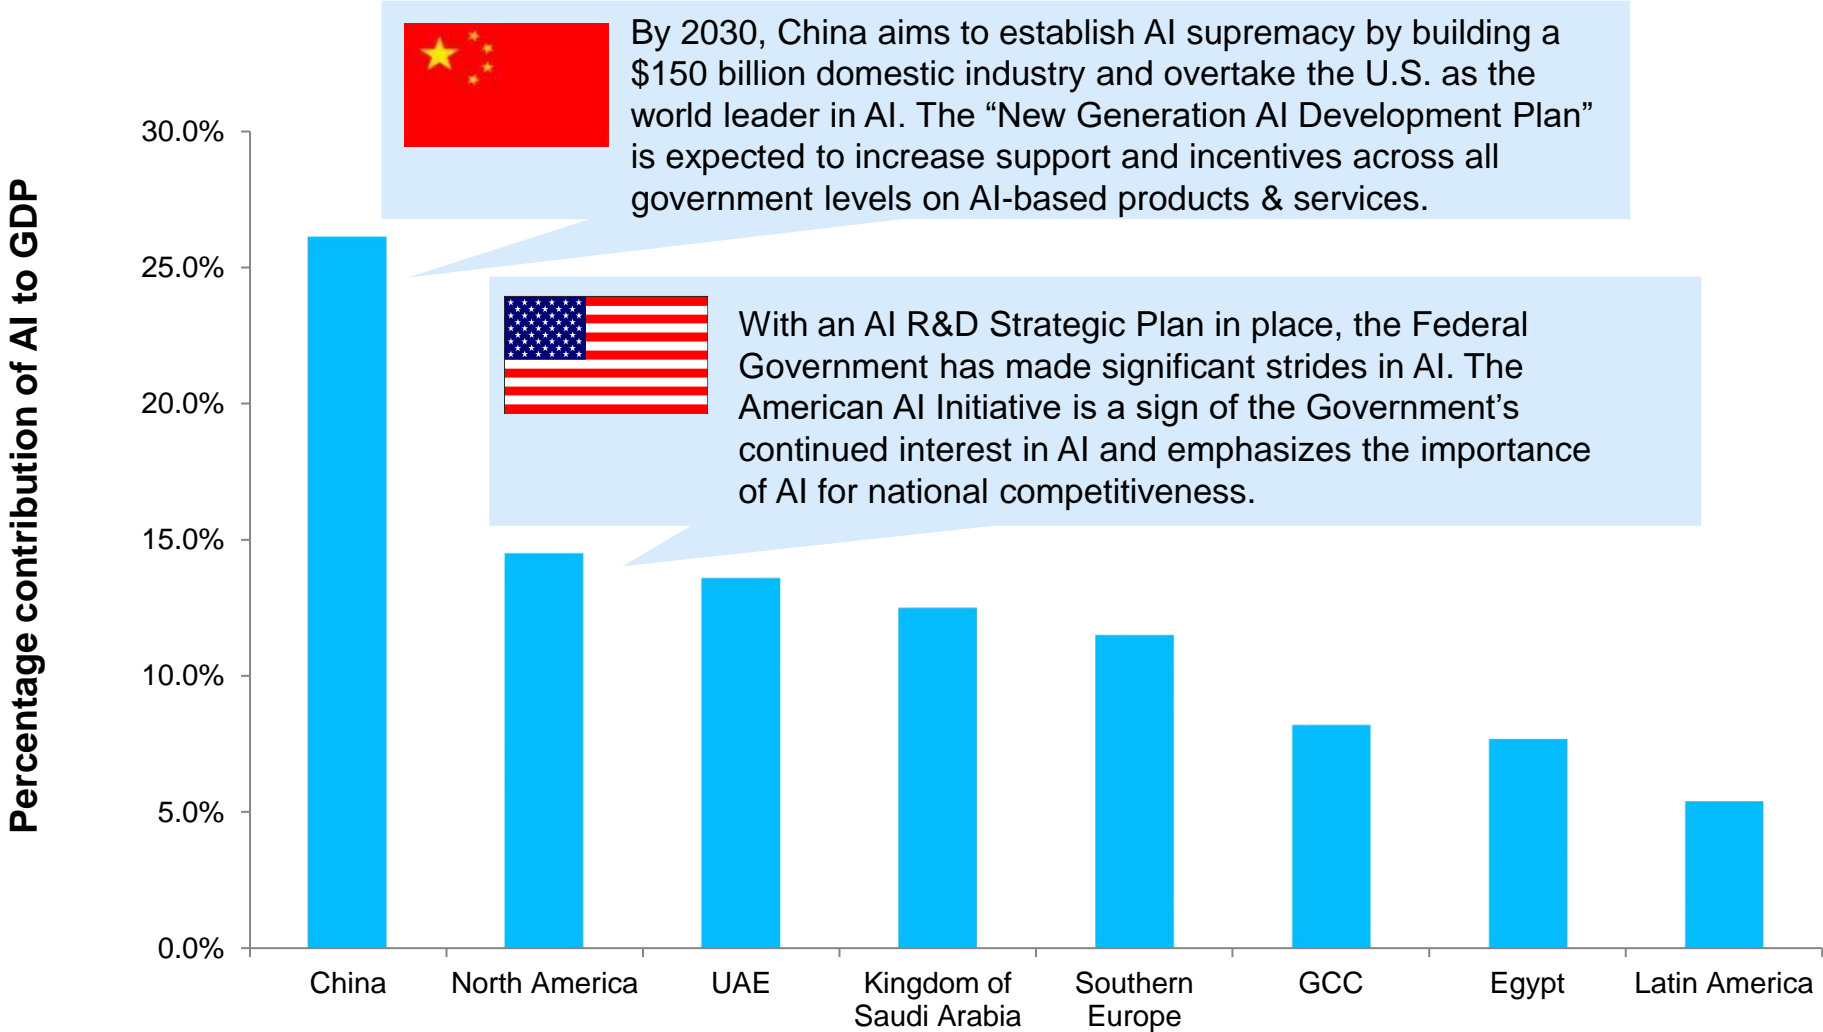 By 2030, China aims to establish AI supremacy by building a
$150 billion domestic industry and overtake the U.S. as the
world leader in AI. The “New Generation AI Development Plan”
is expected to increase support and incentives across all
government levels on AI-based products & services.
With an AI R&D Strategic Plan in place, the Federal
Government has made significant strides in AI. The
American AI Initiative is a sign of the Government’s
continued interest in AI and emphasizes the importance
of AI for national competitiveness.
Percentage contribution of AI to GDP
30.0%
25.0%
20.0%
15.0%
10.0%
5.0%
0.0%
China
North America
UAE
Kingdom of
Saudi Arabia
Southern
Europe
GCC
Egypt
Latin America